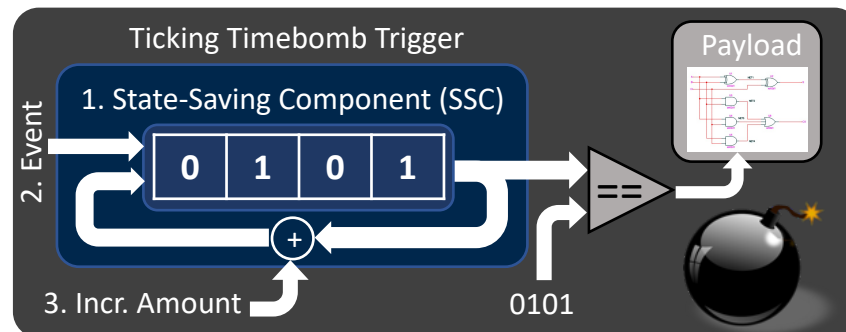 Ticking Timebomb Trigger
Payload
1. State-Saving Component (SSC)
2. Event
0 1 0 1
==
+
3. Incr. Amount
0101